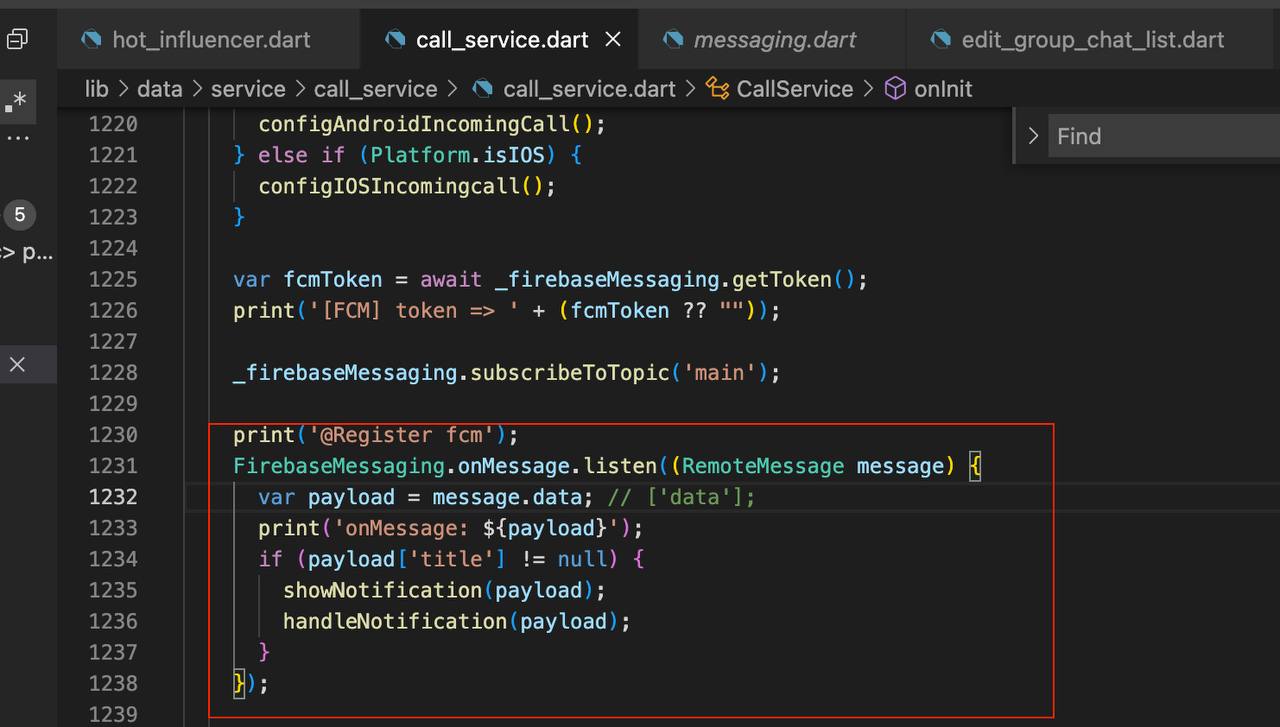 hot_influencer.dart call_service.dart messaging.dart edit_group_chat_list.dart
lib > data > service > call_service > call_service.dart > CallService > onInit
.*
...
Find
5
> p...
1220 configAndroidIncomingCall();
1221 } else if (Platform.isIOS) {
1222 configIOSIncomingcall();
1223 }
1224
1225 var fcmToken = await _firebaseMessaging.getToken();
1226 print('[FCM] token => ' + (fcmToken ?? ""));
1227
1228 _firebaseMessaging.subscribeToTopic('main');
1229
1230 print('@Register fcm');
1231 FirebaseMessaging.onMessage.listen((RemoteMessage message) {
1232 var payload = message.data; // ['data'];
1233 print('onMessage: ${payload}');
1234 if (payload['title'] != null) {
1235 showNotification(payload);
1236 handleNotification(payload);
1237 }
1238 });
1239